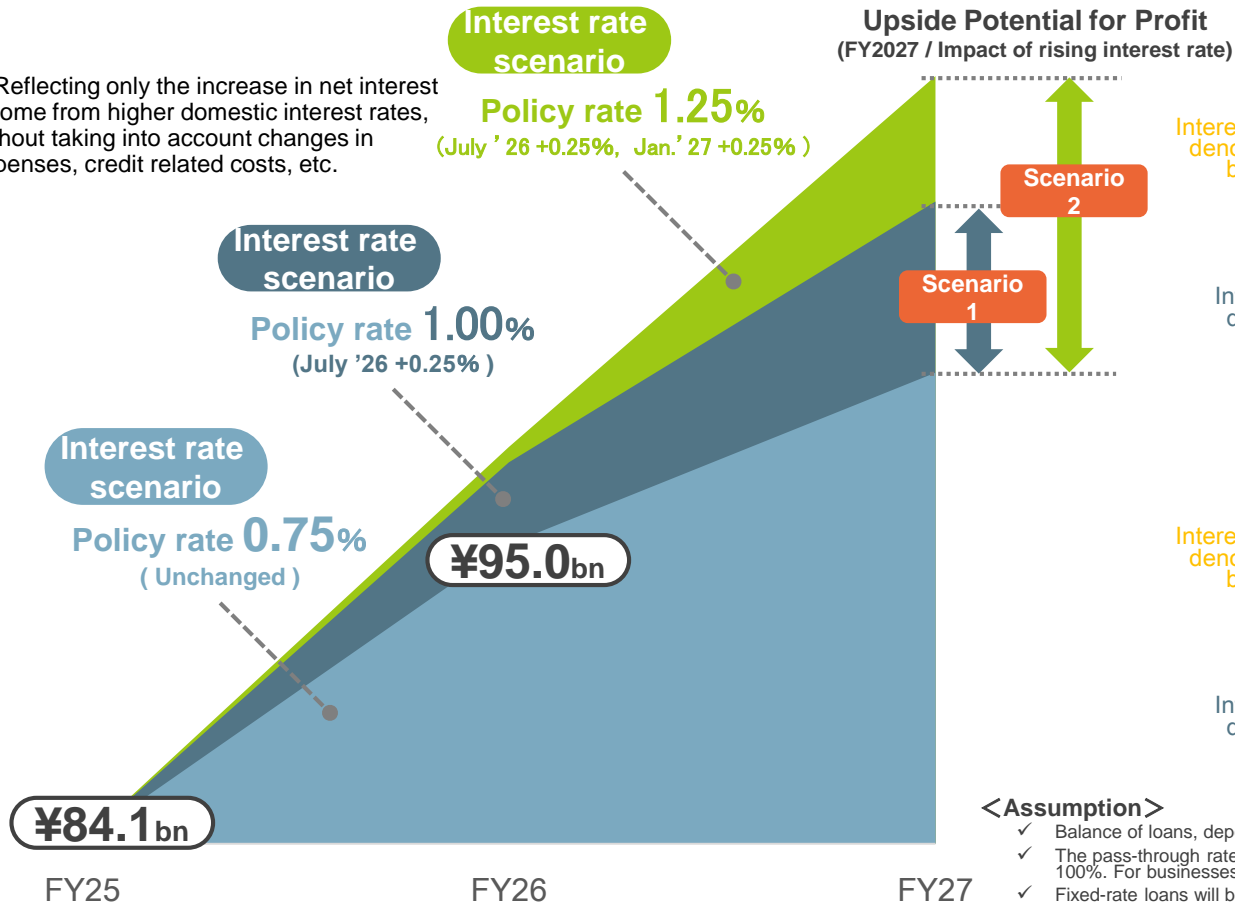 Reflecting only the increase in net interest
from higher domestic interest rates,
without taking into account changes in
credit related costs, etc.
Interest rate
scenario
Policy rate 1.25%
(July ' 26 +0.25%, Jan.' 27 +0.25% )
Upside Potential for Profit
(FY2027 / Impact of rising interest rate)
Scenario
2
Scenario
1
Interest rate
scenario
Policy rate 1.00%
(July '26 +0.25% )
Interest rate
scenario
Policy rate 0.75%
( Unchanged )
¥95.0bn
¥84.1bn
FY25
FY26
FY27
<Assumption>
✓ Balance of loans,
✓ The pass-through rate
100%. For businesses
✓ Fixed-rate loans will